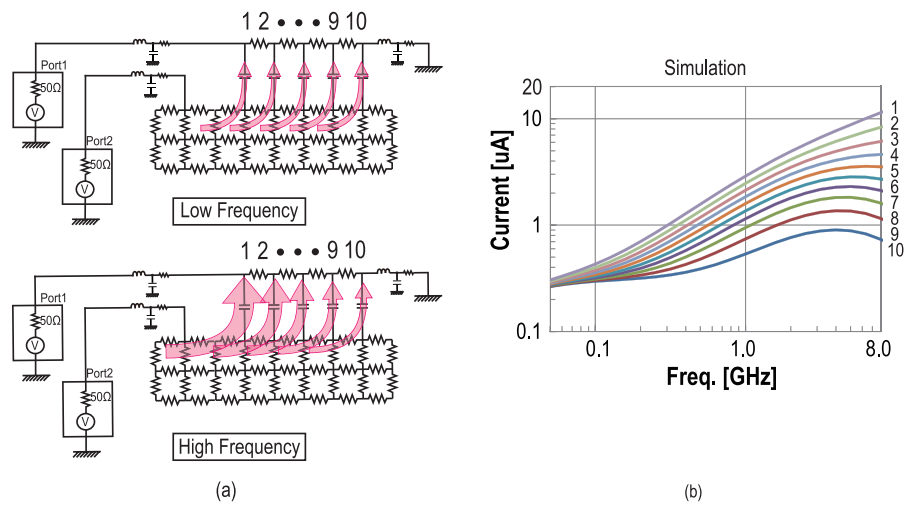 1 2 ● ● ● 9 10
Port1
50Ω
V
Port2
50Ω
V
Low Frequency
1 2 ● ● ● 9 10
Port1
50Ω
V
Port2
50Ω
V
High Frequency
(a)
Simulation
20
10
1
0.1
Current [uA]
0.1 1.0 8.0
Freq. [GHz]
1
2
3
4
5
6
7
8
9
10
(b)